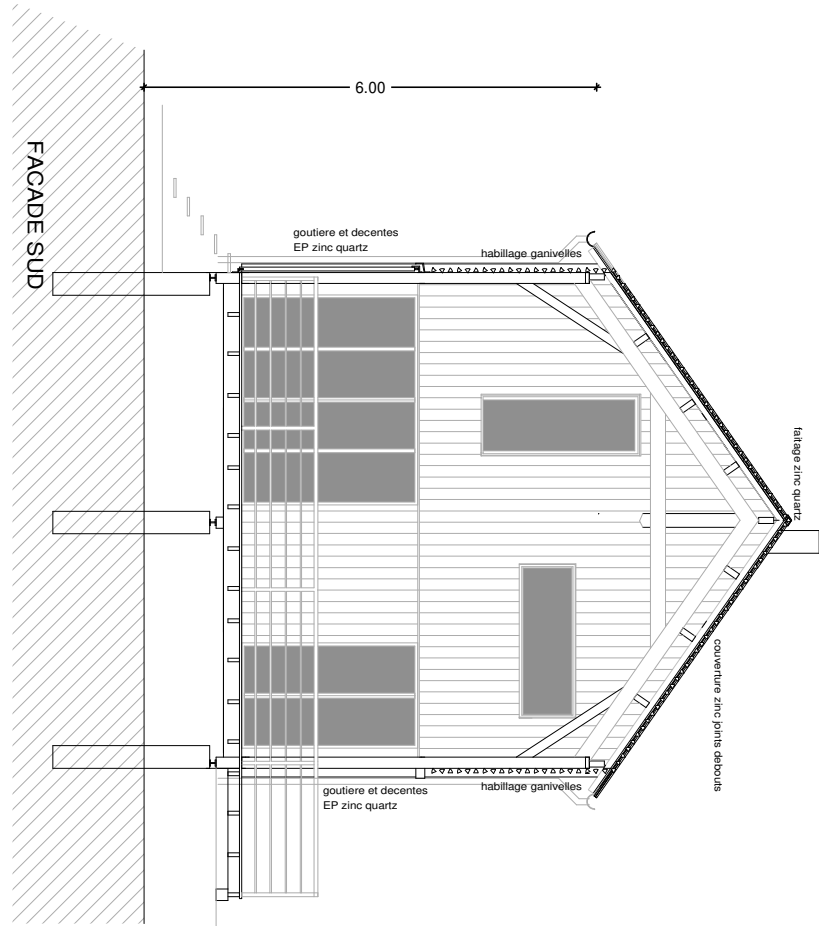 6.00
FACADE SUD
goutiere et decentes
EP zinc quartz
habillage ganivelles
faitage zinc quartz
couverture zinc joints debouts
goutiere et decentes
EP zinc quartz
habillage ganivelles